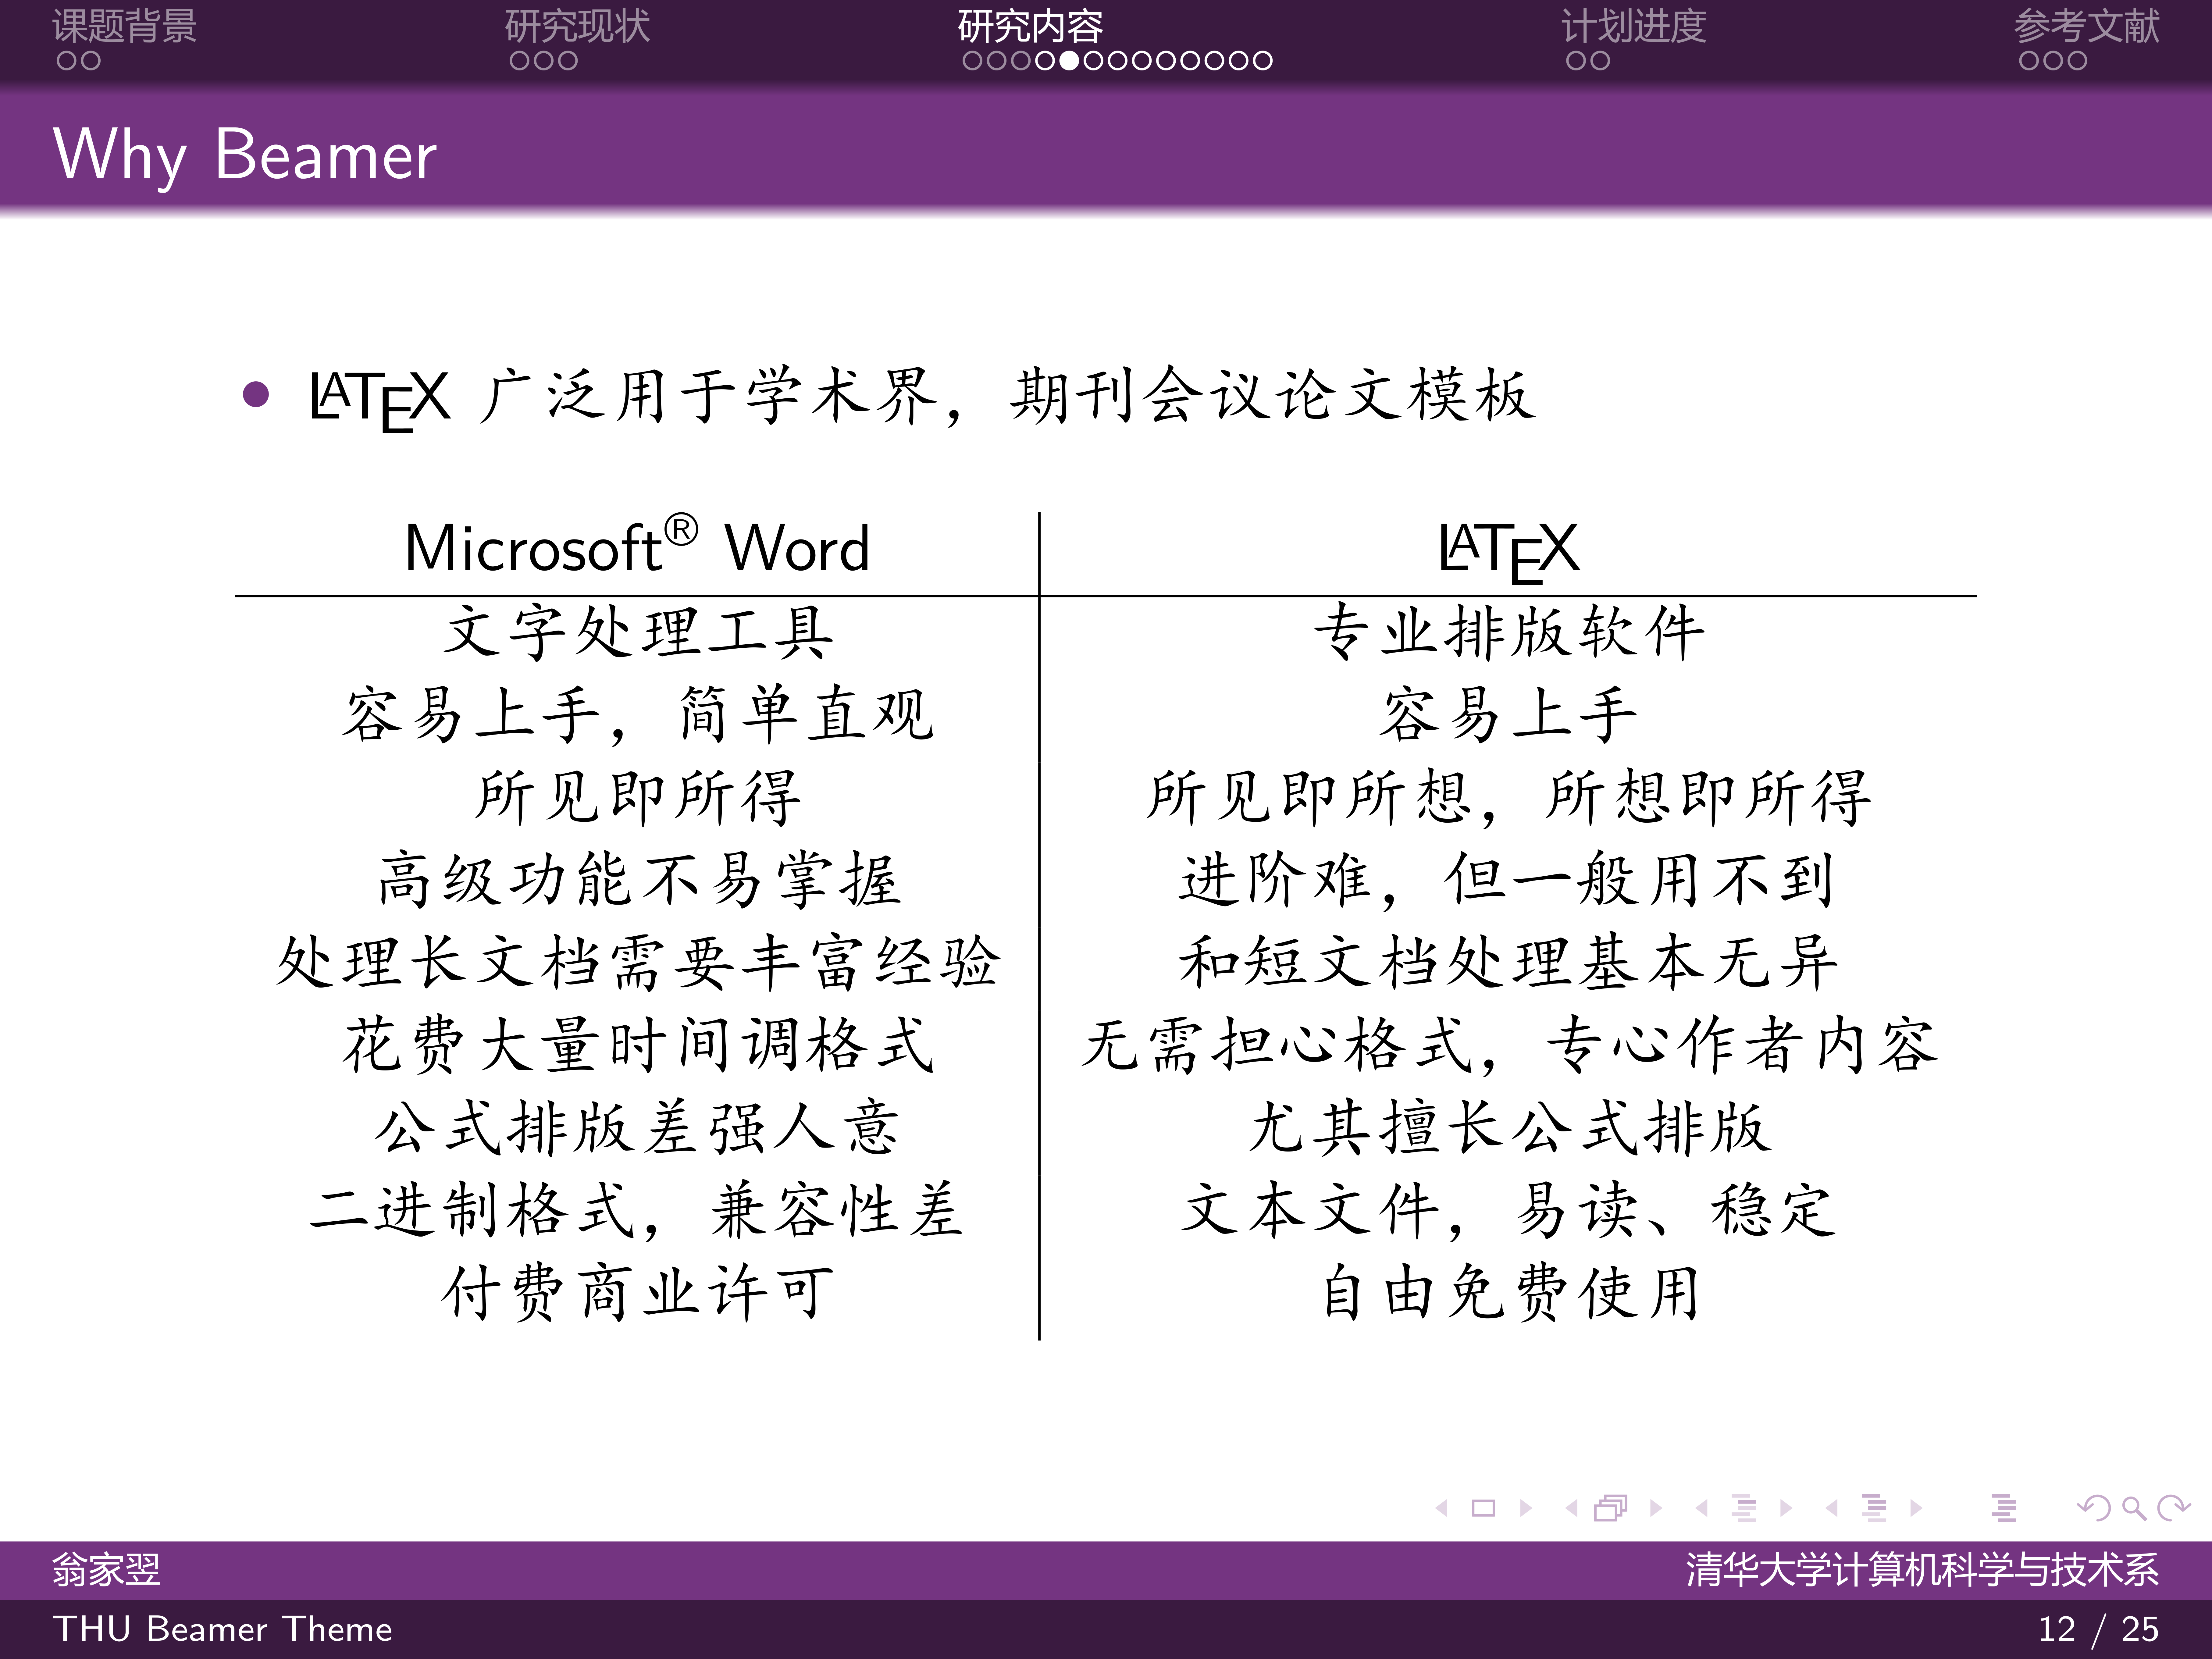 课题背景 研究现状 研究内容 计划进度 参考文献
Why Beamer
• LATEX 广泛用于学术界，期刊会议论文模板
Microsoft® Word LATEX
文字处理工具 专业排版软件
容易上手，简单直观 容易上手
所见即所得 所见即所想，所想即所得
高级功能不易掌握 进阶难，但一般用不到
处理长文档需要丰富经验 和短文档处理基本无异
花费大量时间调格式 无需担心格式，专心作者内容
公式排版差强人意 尤其擅长公式排版
二进制格式，兼容性差 文本文件，易读、稳定
付费商业许可 自由免费使用
翁家翌 清华大学计算机科学与技术系
THU Beamer Theme 12 / 25